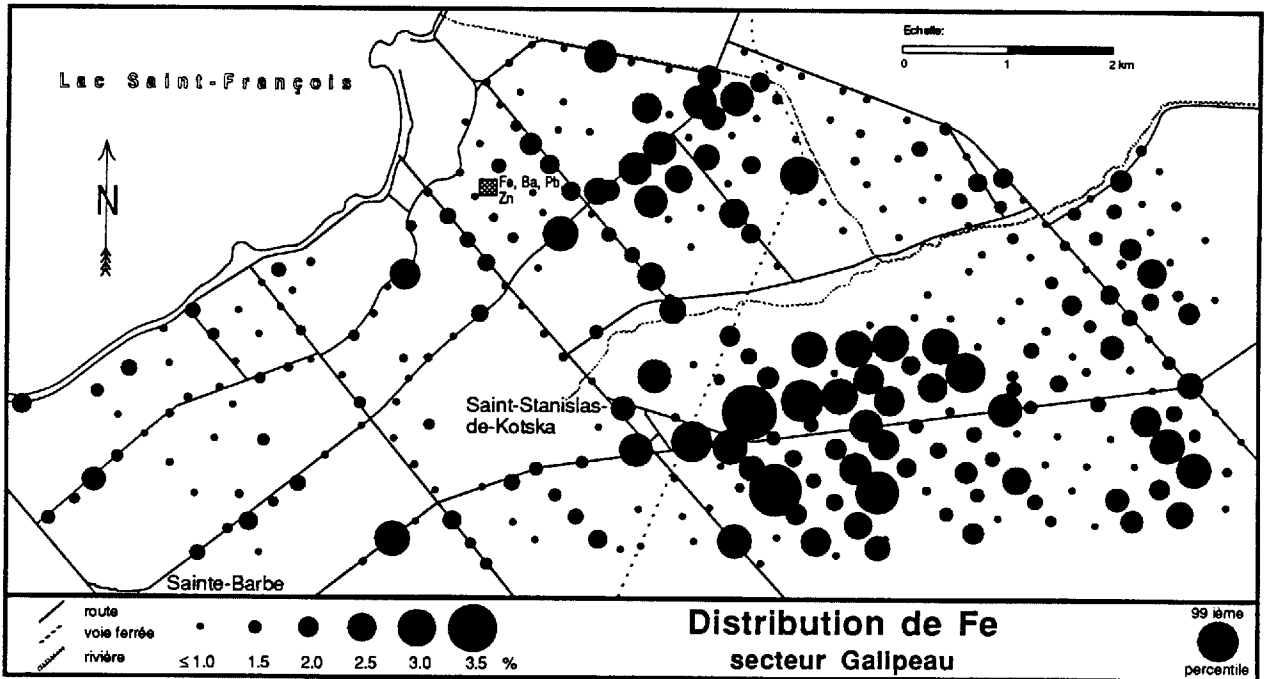 Echelle:
0 1 2 km
Lac Saint-François
N
Fe, Ba, Pb
Zn
Saint-Stanislas-
de-Kotska
Sainte-Barbe
route
voie ferrée
rivière
≤ 1.0 1.5 2.0 2.5 3.0 3.5 %
Distribution de Fe
secteur Galipeau
99 ième
percentile